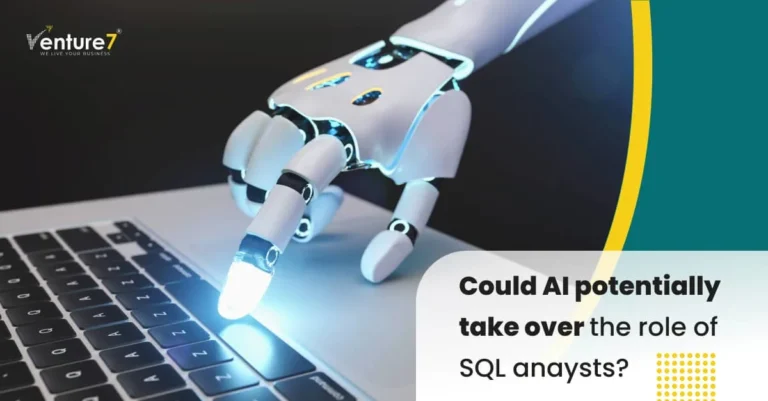 Venture7®
WE LIVE YOUR BUSINESS
Could AI potentially
take over the role of
SQL anaysts?